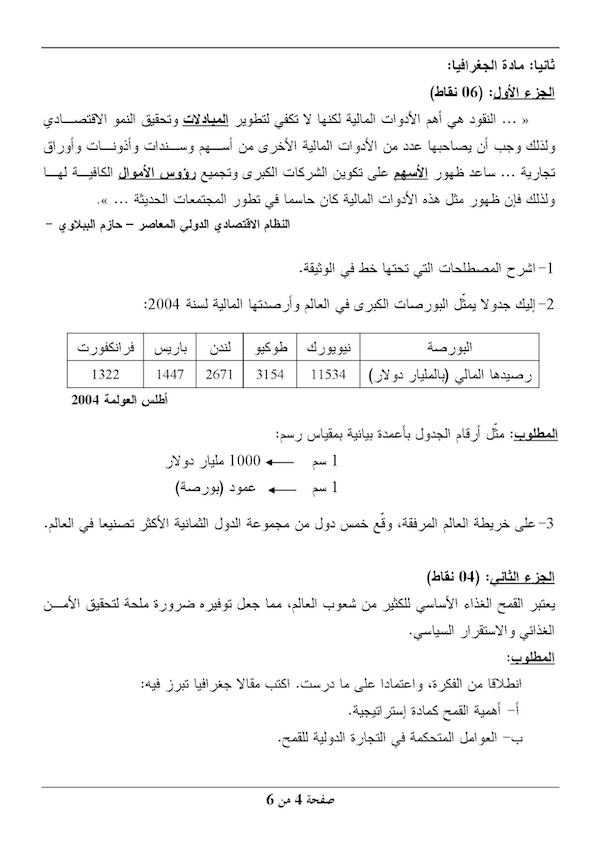 ثانيا: مادة الجغرافيا:
الجزء الأول: (06 نقاط)
« ... النقود هي أهم الأدوات المالية لكنها لا تكفي لتطوير المبادلات وتحقيق النمو الاقتصـــادي
ولذلك وجب أن يصاحبها عدد من الأدوات المالية الأخرى من أســـهم وســـندات وأذونـــات وأوراق
تجارية ... ساعد ظهور الأسهم على تكوين الشركات الكبرى وتجميع رؤوس الأموال الكافيـــة لهـــا
ولذلك فإن ظهور مثل هذه الأدوات المالية كان حاسما في تطور المجتمعات الحديثة ... ».
النظام الاقتصادي الدولي المعاصر – حازم الببلاوي -
1- اشرح المصطلحات التي تحتها خط في الوثيقة.
2- إليك جدولا يمثّل البورصات الكبرى في العالم وأرصدتها المالية لسنة 2004:
البورصة نيويورك طوكيو لندن باريس فرانكفورت
رصيدها المالي (بالمليار دولار) 11534 3154 2671 1447 1322
أطلس العولمة 2004
المطلوب: مثّل أرقام الجدول بأعمدة بيانية بمقياس رسم:
1 سم ← 1000 مليار دولار
1 سم ← عمود (بورصة)
3- على خريطة العالم المرفقة، وقّع خمس دول من مجموعة الدول الثمانية الأكثر تصنيعا في العالم.
الجزء الثاني: (04 نقاط)
يعتبر القمح الغذاء الأساسي للكثير من شعوب العالم، مما جعل توفيره ضرورة ملحة لتحقيق الأمـــن
الغذائي والاستقرار السياسي.
المطلوب:
انطلاقا من الفكرة، واعتمادا على ما درست. اكتب مقالا جغرافيا تبرز فيه:
أ- أهمية القمح كمادة إستراتيجية.
ب- العوامل المتحكمة في التجارة الدولية للقمح.
صفحة 4 من 6